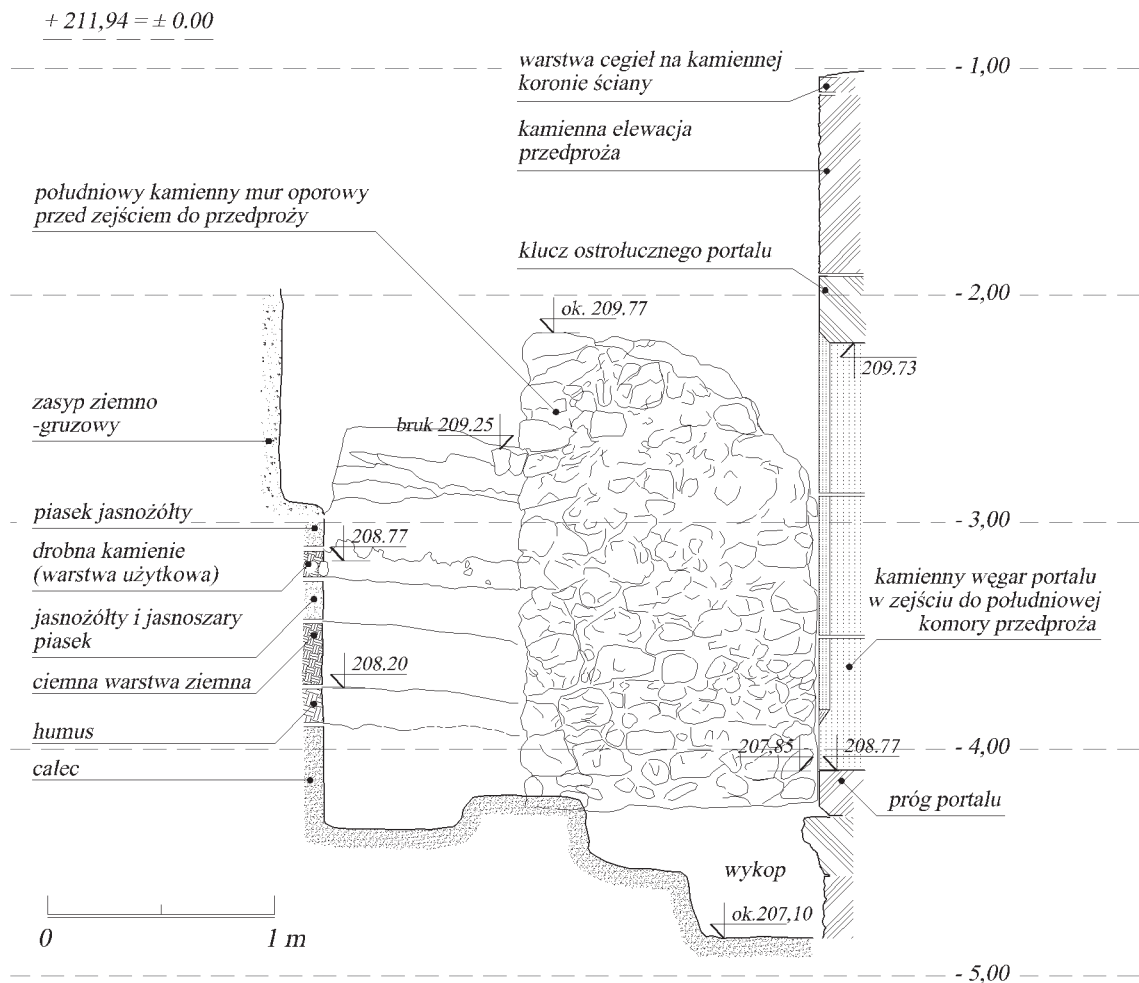 + 211,94 = ± 0.00
- 1,00
warstwa cegieł na kamiennej
koronie ściany
kamienna elewacja
przedproża
południowy kamienny mur oporowy
przed zejściem do przedproży
klucz ostrołucznego portalu
- 2,00
ok. 209.77
209.73
zasyp ziemno
-gruzowy
bruk 209.25
piasek jasnożółty
- 3,00
drobna kamienie
(warstwa użytkowa)
208.77
kamienny węgar portalu
w zejściu do południowej
komory przedproża
jasnożółty i jasnoszary
piasek
ciemna warstwa ziemna
208.20
humus
całec
207,85
208.77
- 4,00
próg portalu
wykop
ok.207,10
0
1 m
- 5,00